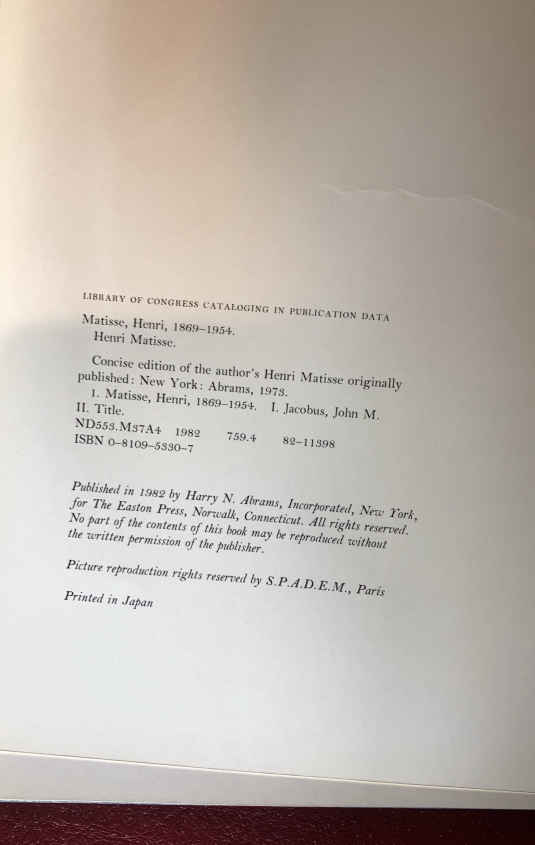 LIBRARY OF CONGRESS CATALOGING IN PUBLICATION DATA
Matisse, Henri, 1869–1954.
Henri Matisse.
Concise edition of the author's Henri Matisse originally
published: New York: Abrams, 1973.
1. Matisse, Henri, 1869–1954. I. Jacobus, John M.
II. Title.
ND553.M37A4 1982 759.4 82–11398
ISBN 0–8109–5330–7
Published in 1982 by Harry N. Abrams, Incorporated, New York,
for The Easton Press, Norwalk, Connecticut. All rights reserved.
No part of the contents of this book may be reproduced without
the written permission of the publisher.
Picture reproduction rights reserved by S.P.A.D.E.M., Paris
Printed in Japan